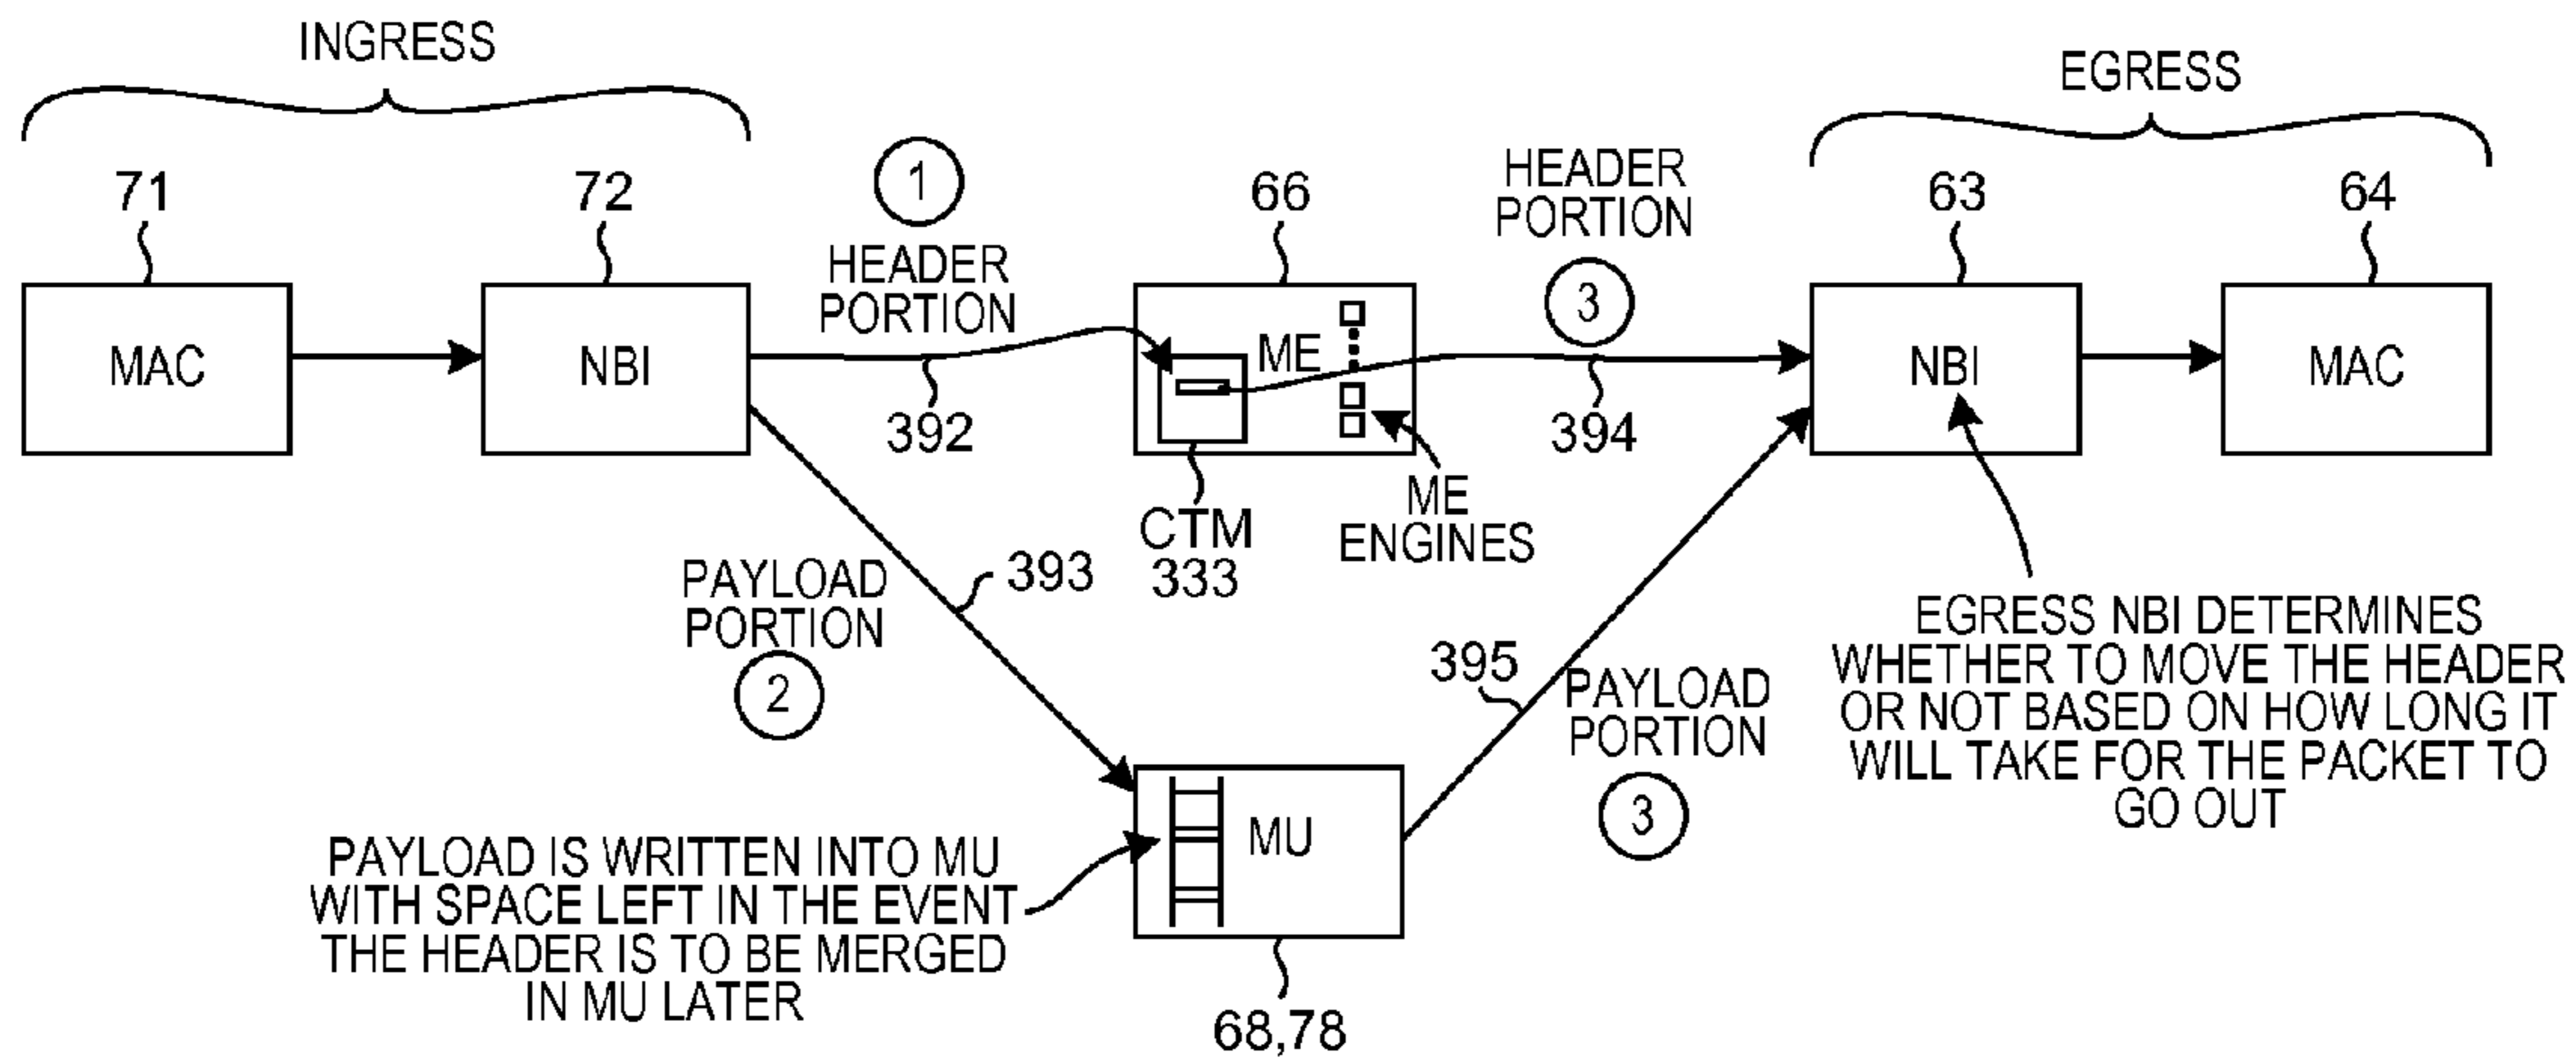 INGRESS
EGRESS
71
72
1
HEADER
PORTION
66
HEADER
PORTION
3
63
64
MAC
NBI
ME
NBI
MAC
392
394
CTM
333
ME
ENGINES
PAYLOAD
PORTION
2
393
395
PAYLOAD
PORTION
3
EGRESS NBI DETERMINES
WHETHER TO MOVE THE HEADER
OR NOT BASED ON HOW LONG IT
WILL TAKE FOR THE PACKET TO
GO OUT
PAYLOAD IS WRITTEN INTO MU
WITH SPACE LEFT IN THE EVENT
THE HEADER IS TO BE MERGED
IN MU LATER
MU
68,78